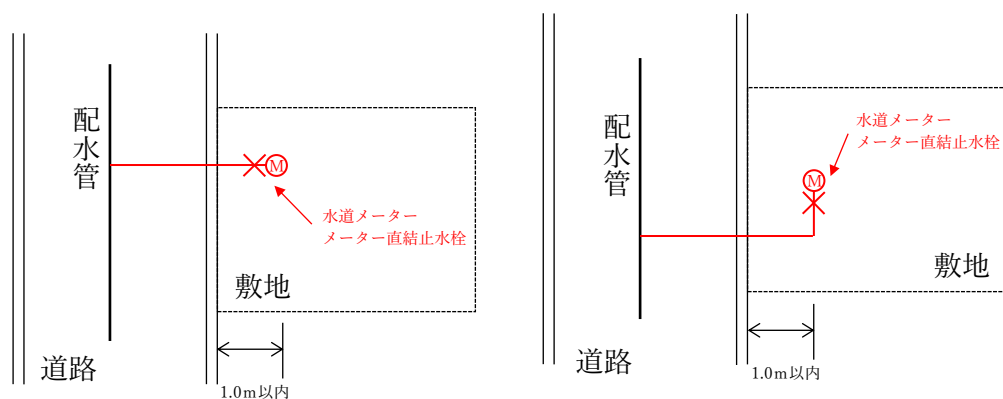 配水管
M
水道メーター
メーター直結止水栓
敷地
道路
1.0m以内
配水管
水道メーター
メーター直結止水栓
M
敷地
道路
1.0m以内